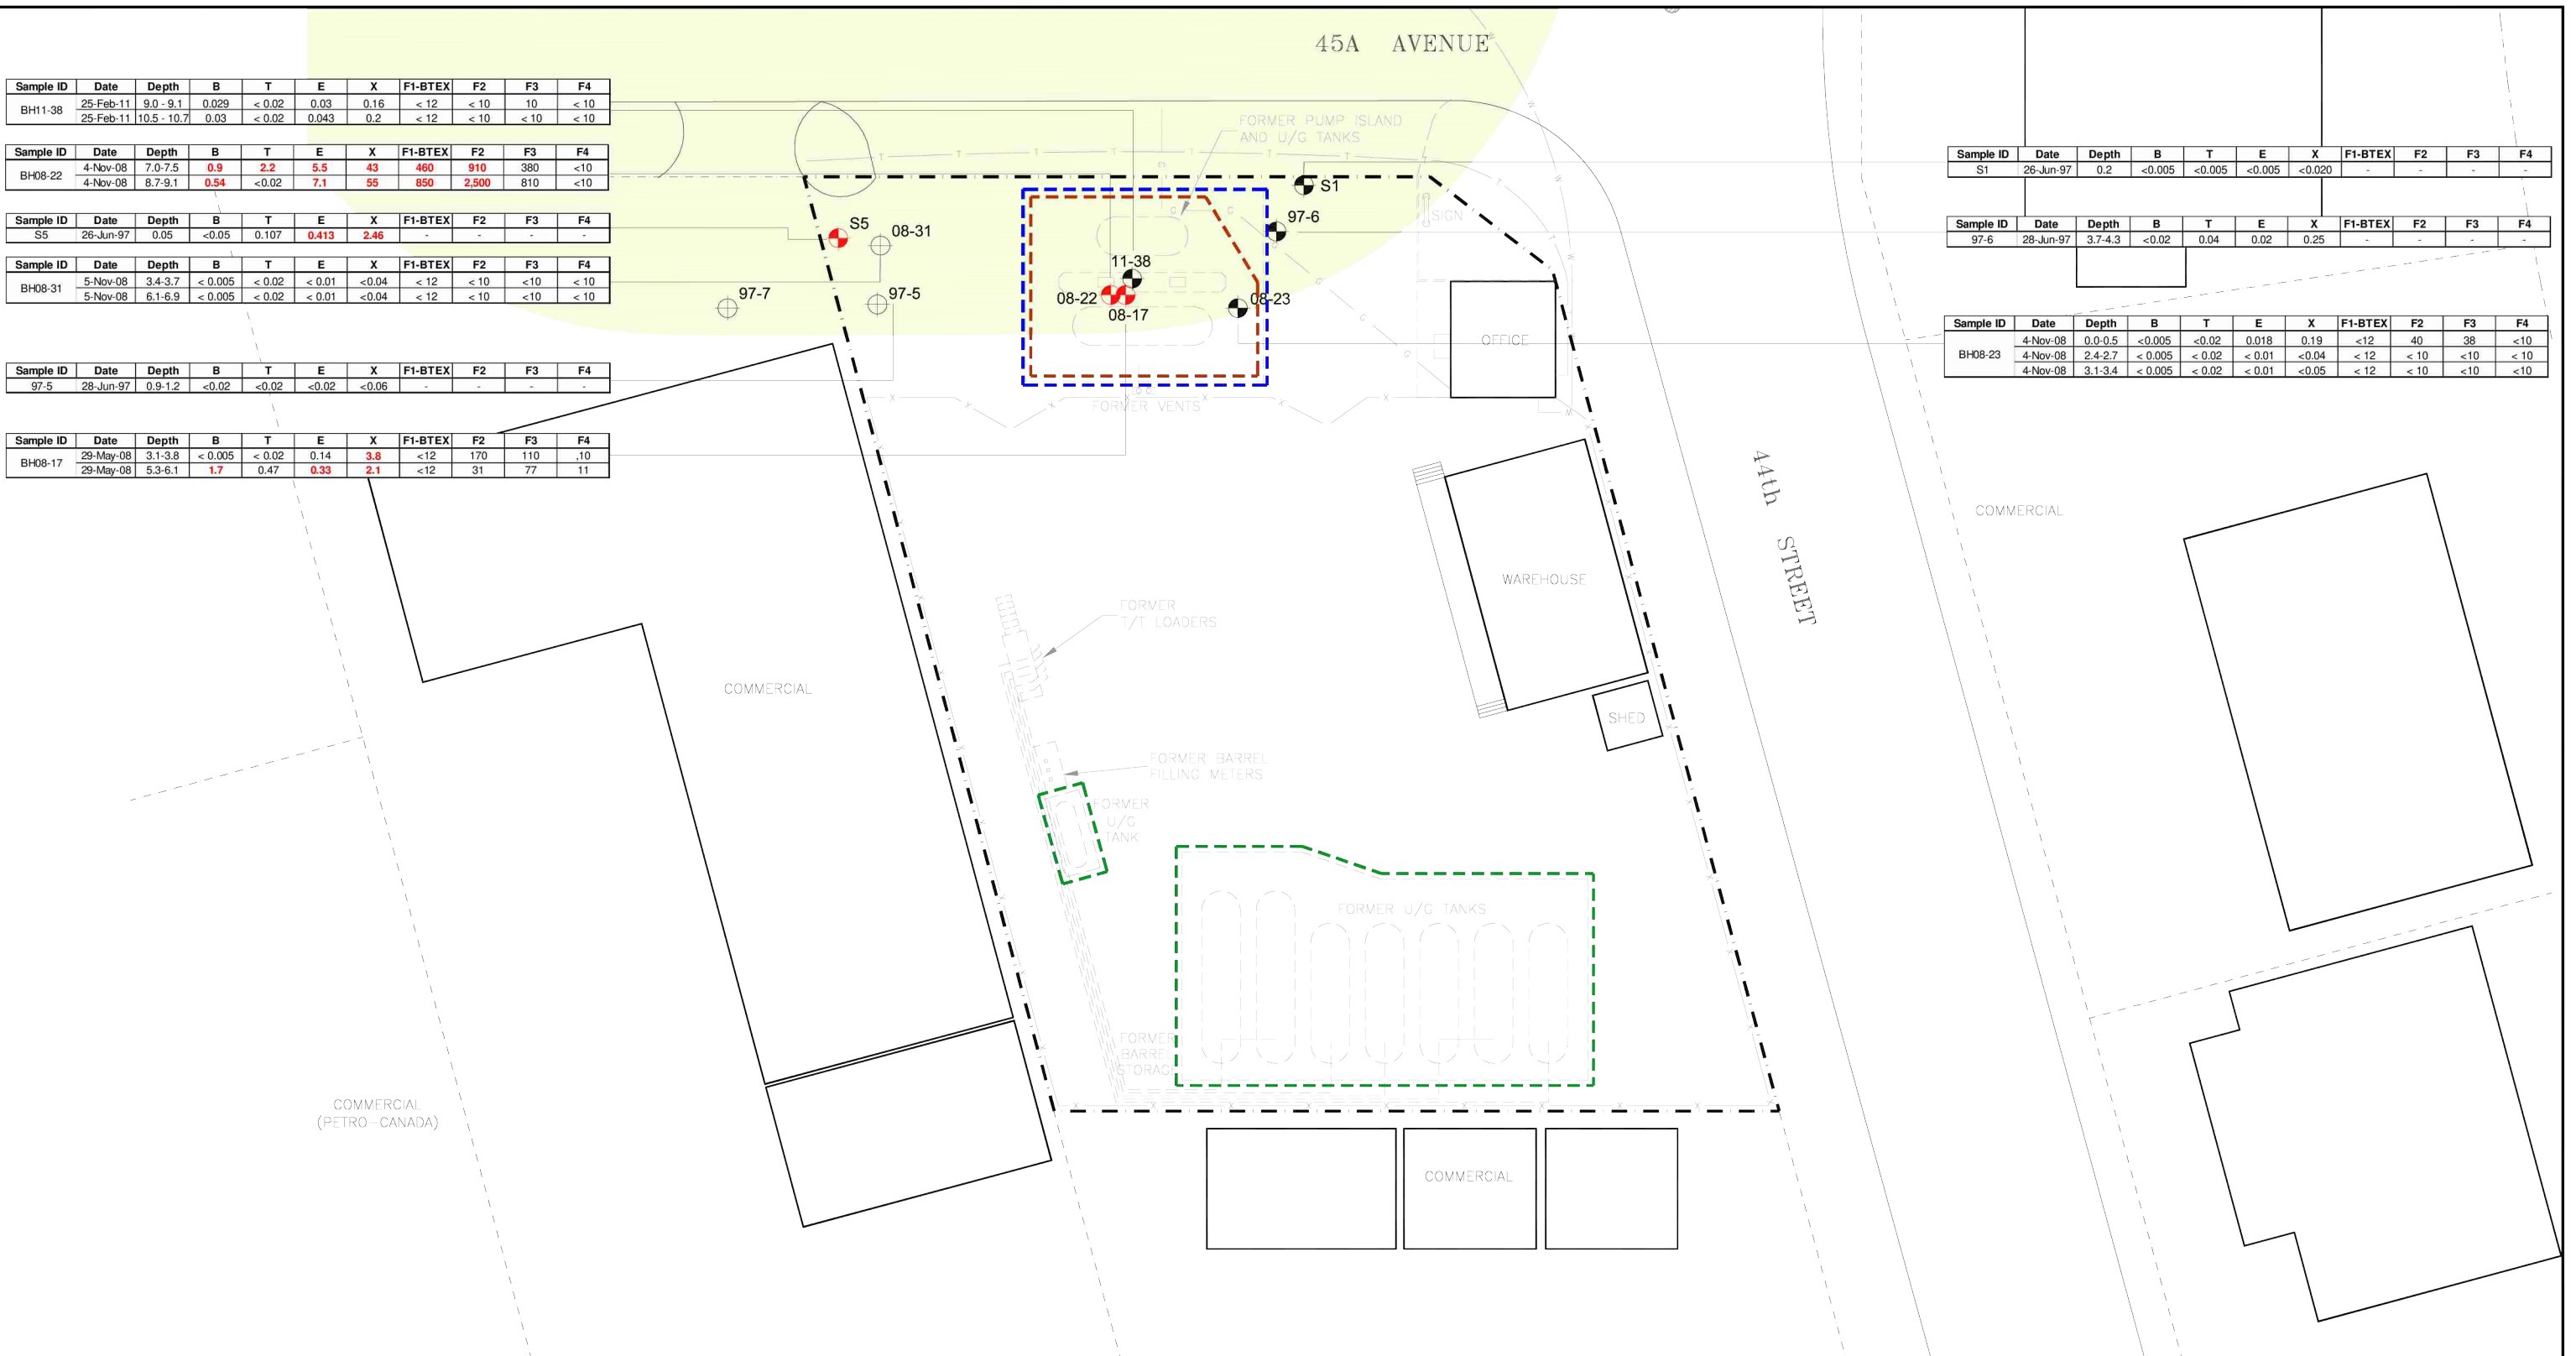 45A AVENUE
Sample ID Date Depth B T E X F1-BTEX F2 F3 F4
BH11-38 25-Feb-11 9.0 - 9.1 0.029 < 0.02 0.03 0.16 < 12 < 10 10 < 10
25-Feb-11 10.5 - 10.7 0.03 < 0.02 0.043 0.2 < 12 < 10 < 10 < 10
Sample ID Date Depth B T E X F1-BTEX F2 F3 F4
BH08-22 4-Nov-08 7.0-7.5 0.9 2.2 5.5 43 460 910 380 <10
4-Nov-08 8.7-9.1 0.54 <0.02 7.1 55 850 2,500 810 <10
Sample ID Date Depth B T E X F1-BTEX F2 F3 F4
S5 26-Jun-97 0.05 <0.05 0.107 0.413 2.46 - - - -
Sample ID Date Depth B T E X F1-BTEX F2 F3 F4
BH08-31 5-Nov-08 3.4-3.7 < 0.005 < 0.02 < 0.01 <0.04 < 12 < 10 <10 < 10
5-Nov-08 6.1-6.9 < 0.005 < 0.02 < 0.01 <0.04 < 12 < 10 <10 < 10
Sample ID Date Depth B T E X F1-BTEX F2 F3 F4
97-5 28-Jun-97 0.9-1.2 <0.02 <0.02 <0.02 <0.06 - - - -
Sample ID Date Depth B T E X F1-BTEX F2 F3 F4
BH08-17 29-May-08 3.1-3.8 < 0.005 < 0.02 0.14 3.8 <12 170 110 ,10
29-May-08 5.3-6.1 1.7 0.47 0.33 2.1 <12 31 77 11
Sample ID Date Depth B T E X F1-BTEX F2 F3 F4
S1 26-Jun-97 0.2 <0.005 <0.005 <0.005 <0.020 - - - -
Sample ID Date Depth B T E X F1-BTEX F2 F3 F4
97-6 28-Jun-97 3.7-4.3 <0.02 0.04 0.02 0.25 - - - -
Sample ID Date Depth B T E X F1-BTEX F2 F3 F4
BH08-23 4-Nov-08 0.0-0.5 <0.005 <0.02 0.018 0.19 <12 40 38 <10
4-Nov-08 2.4-2.7 < 0.005 < 0.02 < 0.01 <0.04 < 12 < 10 <10 < 10
4-Nov-08 3.1-3.4 < 0.005 < 0.02 < 0.01 <0.05 < 12 < 10 <10 <10
FORMER PUMP ISLAND
AND U/G TANKS
S1
97-6
SIGN
S5
08-31
11-38
97-7
97-5
08-22
08-17
08-23
OFFICE
FORMER VENTS
44th STREET
COMMERCIAL
WAREHOUSE
FORMER
T/T LOADERS
COMMERCIAL
SHED
FORMER BARREL
FILLING METERS
FORMER
U/G
TANK
FORMER U/G TANKS
FORMER
BARREL
STORAGE
COMMERCIAL
(PETRO-CANADA)
COMMERCIAL